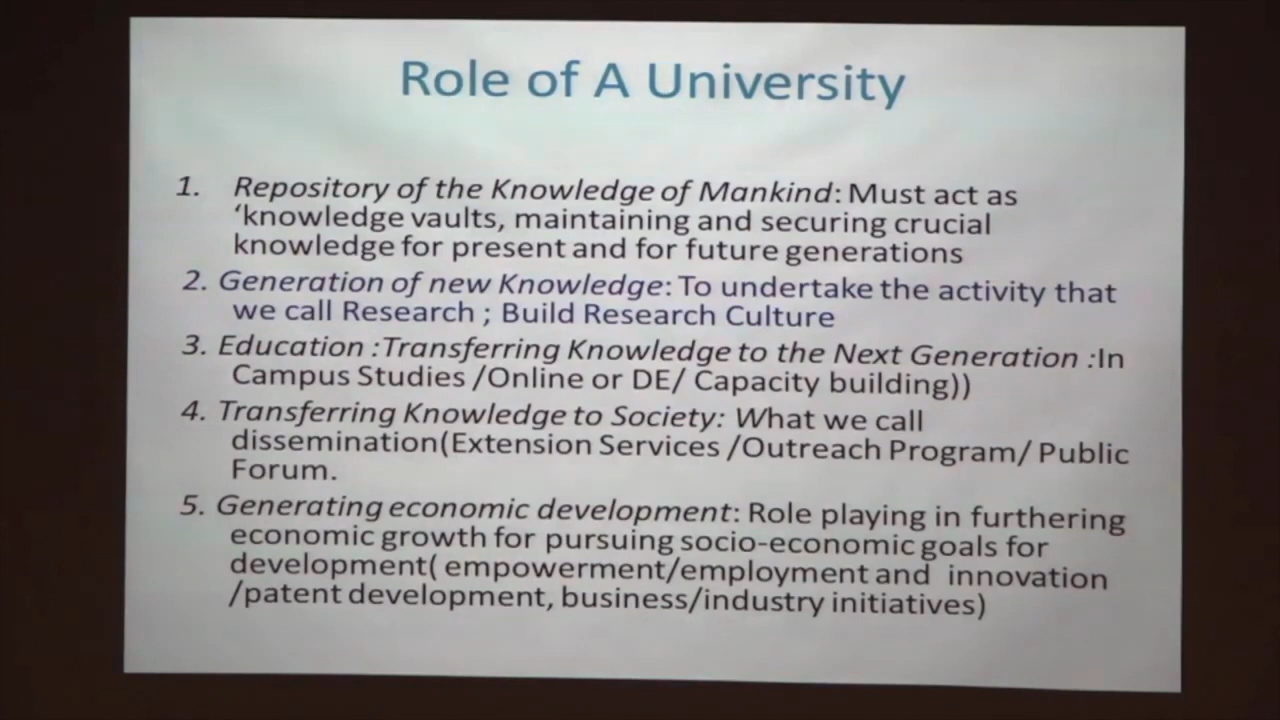 Role of A University
1. Repository of the Knowledge of Mankind: Must act as
‘knowledge vaults, maintaining and securing crucial
knowledge for present and for future generations
2. Generation of new Knowledge: To undertake the activity that
we call Research ; Build Research Culture
3. Education :Transferring Knowledge to the Next Generation :In
Campus Studies /Online or DE/ Capacity building))
4. Transferring Knowledge to Society: What we call
dissemination(Extension Services /Outreach Program/ Public
Forum.
5. Generating economic development: Role playing in furthering
economic growth for pursuing socio-economic goals for
development( empowerment/employment and innovation
/patent development, business/industry initiatives)